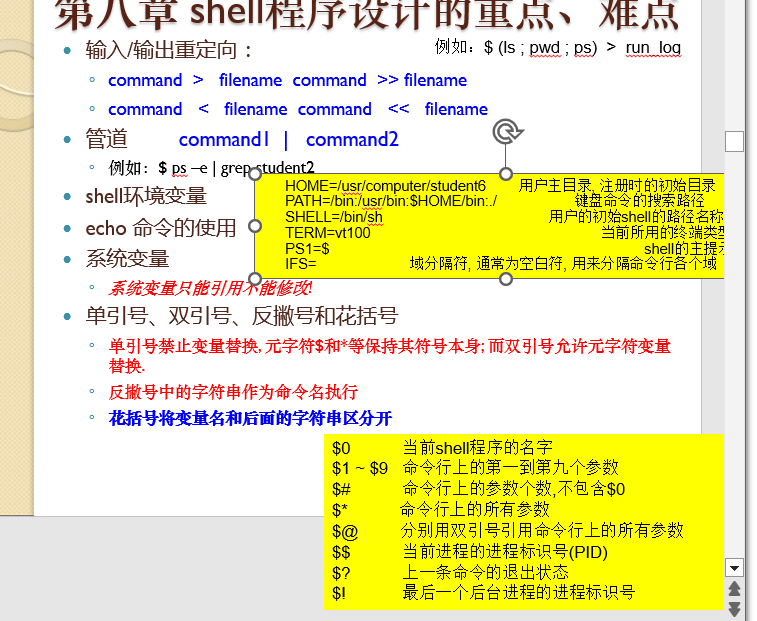 第八章 shell程序设计的重点、难点
输入/输出重定向：
例如：$ (ls ; pwd ; ps) > run_log
command > filename command >> filename
command < filename command << filename
管道 command1 | command2
例如：$ ps –e | grep student2
shell环境变量
HOME=/usr/computer/student6 用户主目录, 注册时的初始目录
PATH=/bin:/usr/bin:$HOME/bin:./ 键盘命令的搜索路径
SHELL=/bin/sh 用户的初始shell的路径名称
TERM=vt100 当前所用的终端类型
PS1=$ shell的主提示
IFS= 域分隔符, 通常为空白符, 用来分隔命令行各个域
echo 命令的使用
系统变量
系统变量只能引用不能修改!
单引号、双引号、反撇号和花括号
单引号禁止变量替换, 元字符$和*等保持其符号本身; 而双引号允许元字符变量
替换.
反撇号中的字符串作为命令名执行
花括号将变量名和后面的字符串区分开
$0 当前shell程序的名字
$1 ~ $9 命令行上的第一到第九个参数
$# 命令行上的参数个数,不包含$0
$* 命令行上的所有参数
$@ 分别用双引号引用命令行上的所有参数
$$ 当前进程的进程标识号(PID)
$? 上一条命令的退出状态
$! 最后一个后台进程的进程标识号